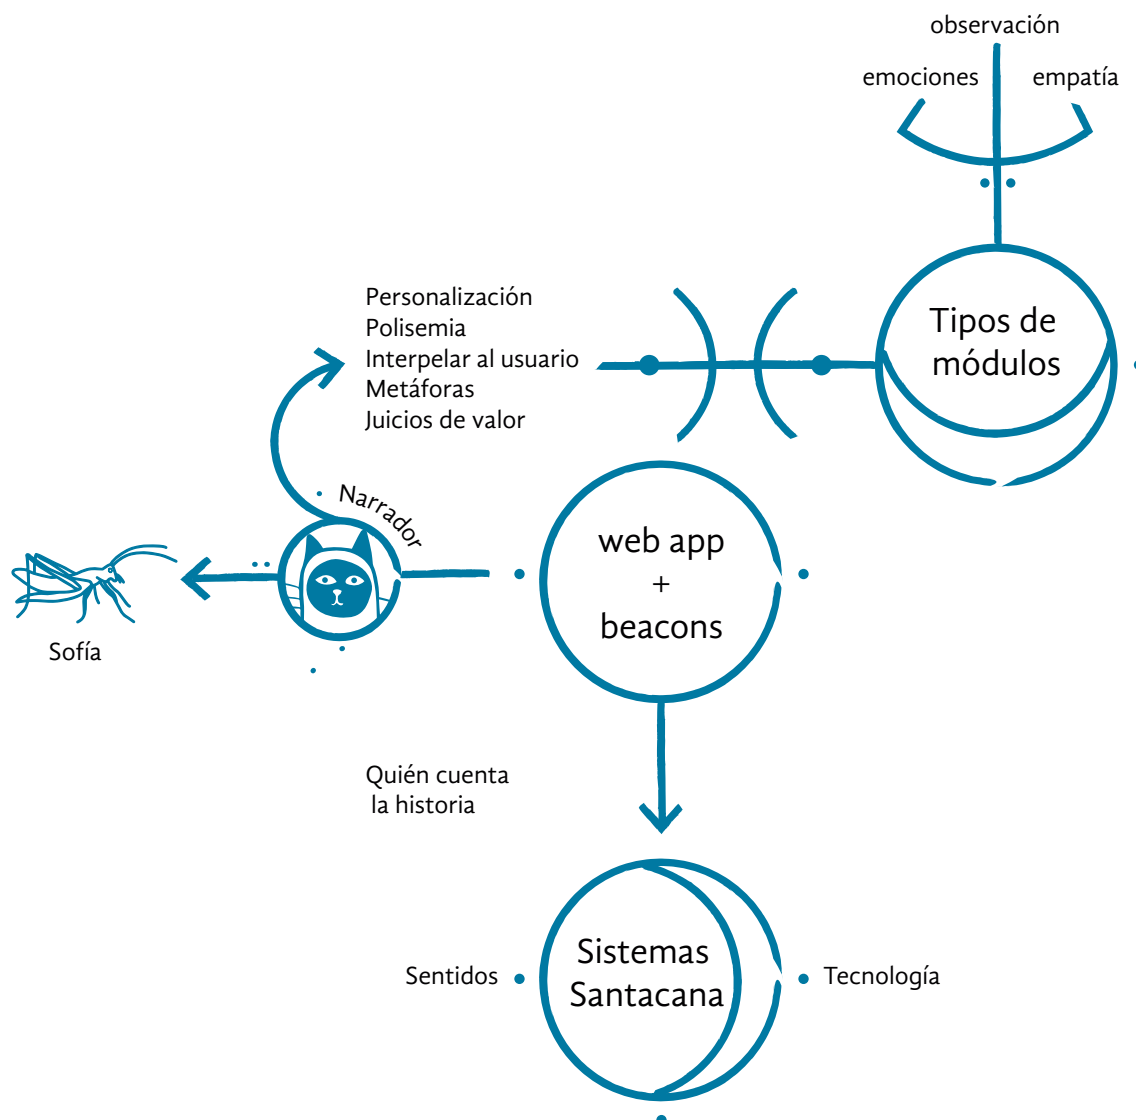 observación
emociones
empatía
Tipos de
módulos
Personalización
Polisemia
Interpelar al usuario
Metáforas
Juicios de valor
Narrador
web app
+
beacons
Sofía
Quién cuenta
la historia
Sistemas
Santacana
Sentidos
Tecnología